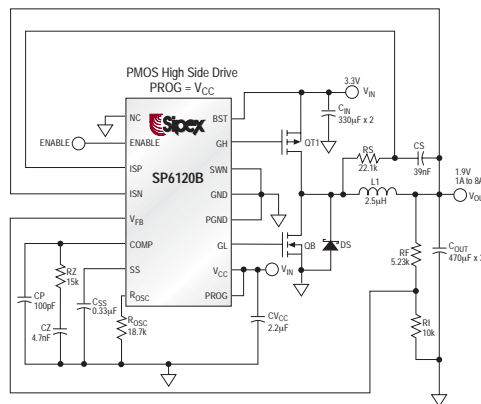 PMOS High Side Drive
PROG = VCC
3.3V
VIN
CIN
330μF x 2
NC
BST
Sipex
ENABLE
ENABLE
GH
QT1
RS
22.1k
CS
39nF
ISP
SWN
SP6120B
ISN
GND
L1
2.5μH
1.9V
1A to 8A
VFB
PGND
COMP
GL
QB
DS
RF
5.23k
COUT
SS
VCC
VIN
RZ
15k
CP
100pF
CSS
0.33μF
ROSC
PROG
CZ
4.7nF
ROSC
18.7k
CVCC
2.2μF
RI
10k